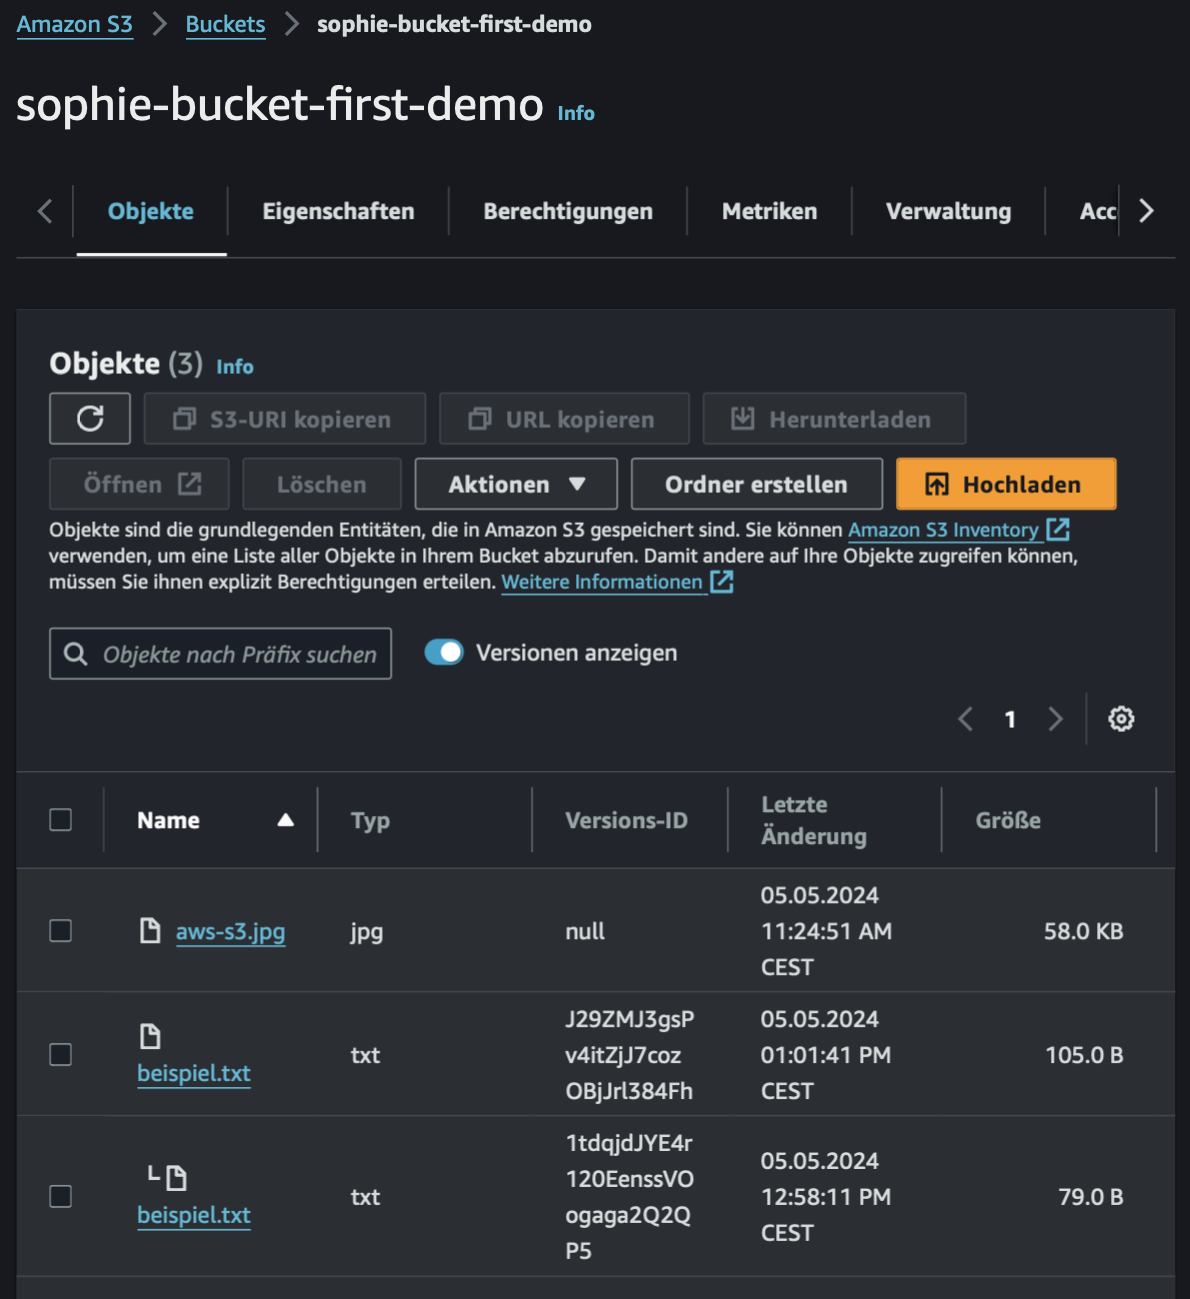 Amazon S3 > Buckets > sophie-bucket-first-demo
sophie-bucket-first-demo Info
Objekte Eigenschaften Berechtigungen Metriken Verwaltung Acc
Objekte (3) Info
S3-URI kopieren URL kopieren Herunterladen
Öffnen Löschen Aktionen Ordner erstellen Hochladen
Objekte sind die grundlegenden Entitäten, die in Amazon S3 gespeichert sind. Sie können Amazon S3 Inventory
verwenden, um eine Liste aller Objekte in Ihrem Bucket abzurufen. Damit andere auf Ihre Objekte zugreifen können,
müssen Sie ihnen explizit Berechtigungen erteilen. Weitere Informationen
Objekte nach Präfix suchen Versionen anzeigen
1
Name Typ Versions-ID Letzte Änderung Größe
aws-s3.jpg jpg null 05.05.2024 11:24:51 AM CEST 58.0 KB
beispiel.txt txt J29ZMJ3gsPv4itZjJ7cozOBjJrl384Fh 05.05.2024 01:01:41 PM CEST 105.0 B
beispiel.txt txt 1tdqjdJYE4r120EenssVOogaga2Q2QP5 05.05.2024 12:58:11 PM CEST 79.0 B